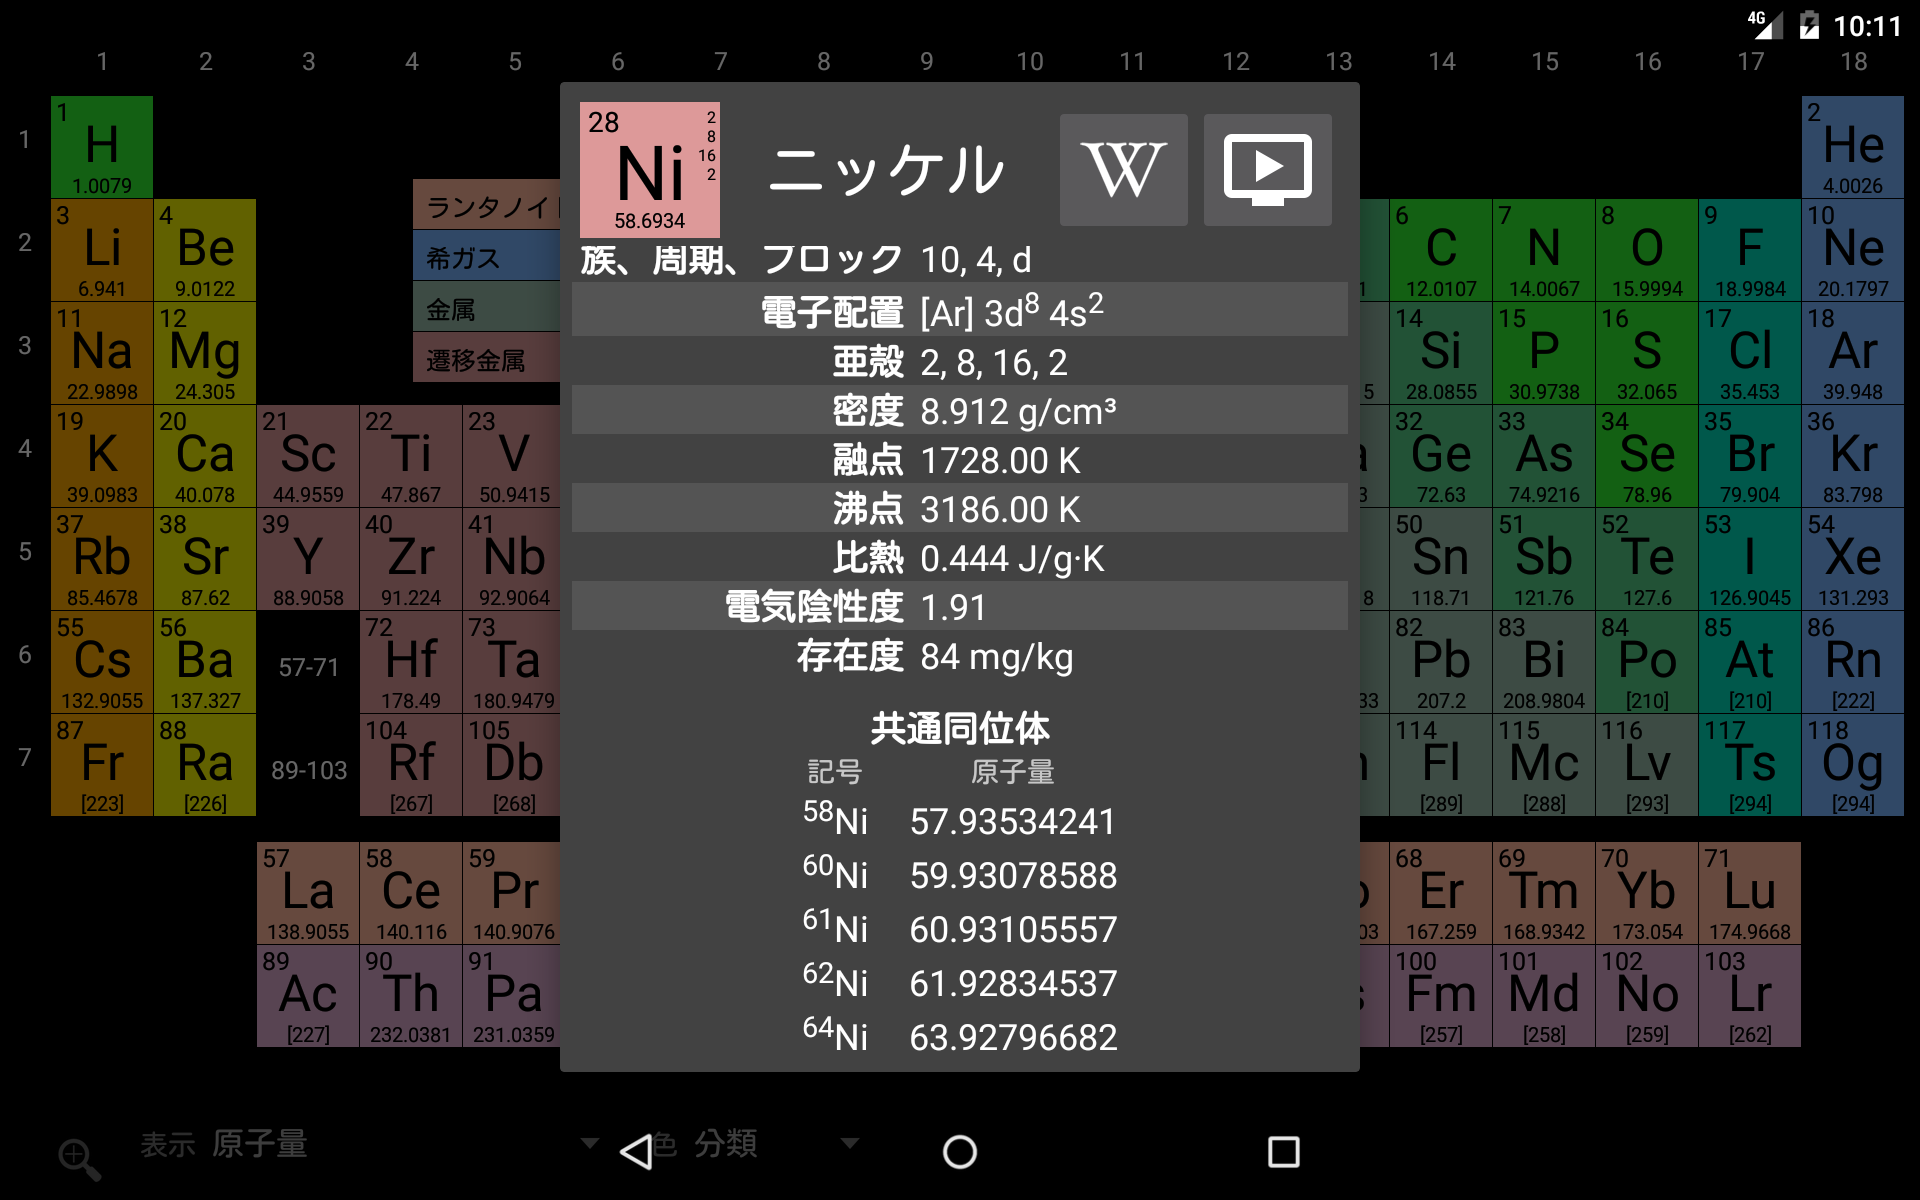 4G 10:11
1 2 3 4 5 6 7 8 9 10 11 12 13 14 15 16 17 18
1
1 H 1.0079
2 He 4.0026
28 Ni 58.6934
2
8
16
2
ニッケル
W
2
3 Li 6.941
4 Be 9.0122
ランタノイ
希ガス
金属
遷移金属
6 C 12.0107
7 N 14.0067
8 O 15.9994
9 F 18.9984
10 Ne 20.1797
3
11 Na 22.9898
12 Mg 24.305
14 Si 28.0855
15 P 30.9738
16 S 32.065
17 Cl 35.453
18 Ar 39.948
4
19 K 39.0983
20 Ca 40.078
21 Sc 44.9559
22 Ti 47.867
23 V 50.9415
32 Ge 72.63
33 As 74.9216
34 Se 78.96
35 Br 79.904
36 Kr 83.798
5
37 Rb 85.4678
38 Sr 87.62
39 Y 88.9058
40 Zr 91.224
41 Nb 92.9064
50 Sn 118.71
51 Sb 121.76
52 Te 127.6
53 I 126.9045
54 Xe 131.293
6
55 Cs 132.9055
56 Ba 137.327
57-71
72 Hf 178.49
73 Ta 180.9479
82 Pb 207.2
83 Bi 208.9804
84 Po [210]
85 At [210]
86 Rn [222]
7
87 Fr [223]
88 Ra [226]
89-103
104 Rf [267]
105 Db [268]
114 Fl [289]
115 Mc [288]
116 Lv [293]
117 Ts [294]
118 Og [294]
57 La 138.9055
58 Ce 140.116
59 Pr 140.9076
68 Er 167.259
69 Tm 168.9342
70 Yb 173.054
71 Lu 174.9668
89 Ac [227]
90 Th 232.0381
91 Pa 231.0359
100 Fm [257]
101 Md [258]
102 No [259]
103 Lr [262]
族、周期、ブロック 10, 4, d
電子配置 [Ar] 3d⁸ 4s²
亜殻 2, 8, 16, 2
密度 8.912 g/cm³
融点 1728.00 K
沸点 3186.00 K
比熱 0.444 J/g·K
電気陰性度 1.91
存在度 84 mg/kg
共通同位体
記号 原子量
⁵⁸Ni 57.93534241
⁶⁰Ni 59.93078588
⁶¹Ni 60.93105557
⁶²Ni 61.92834537
⁶⁴Ni 63.92796682
表示 原子量 色 分類